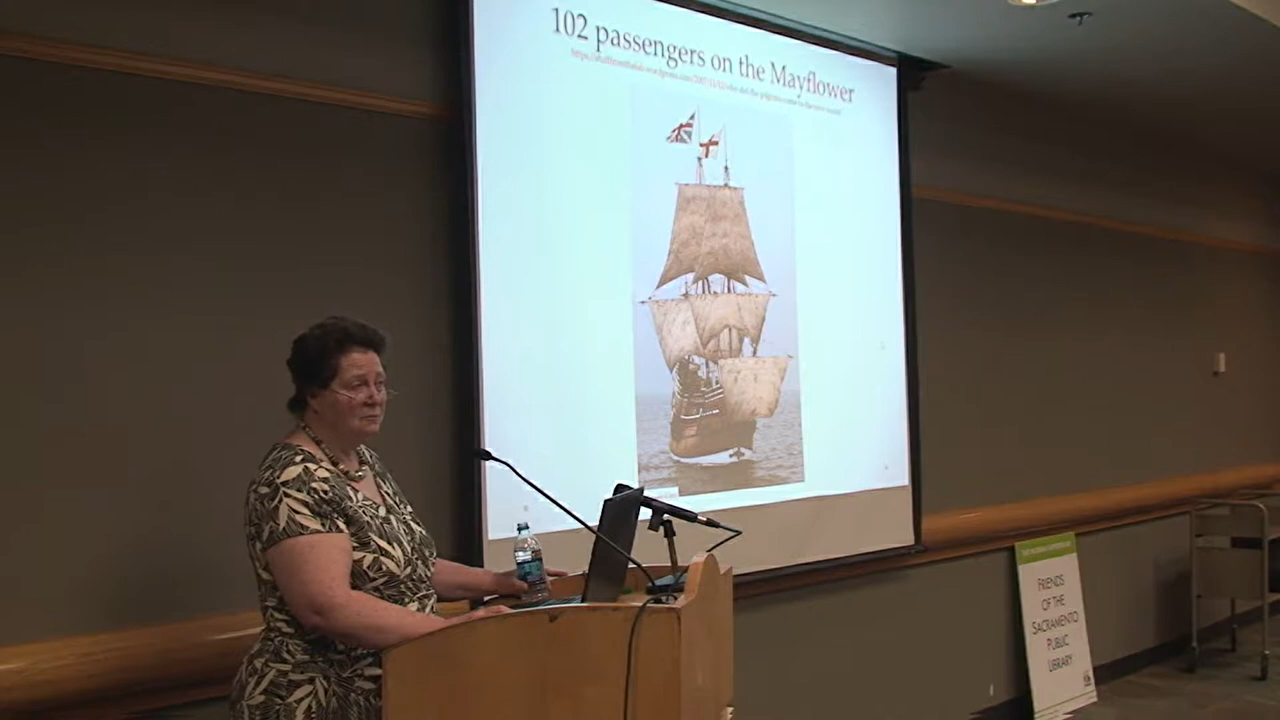 102 passengers on the Mayflower
FRIENDS
OF THE
SACRAMENTO
PUBLIC
LIBRARY